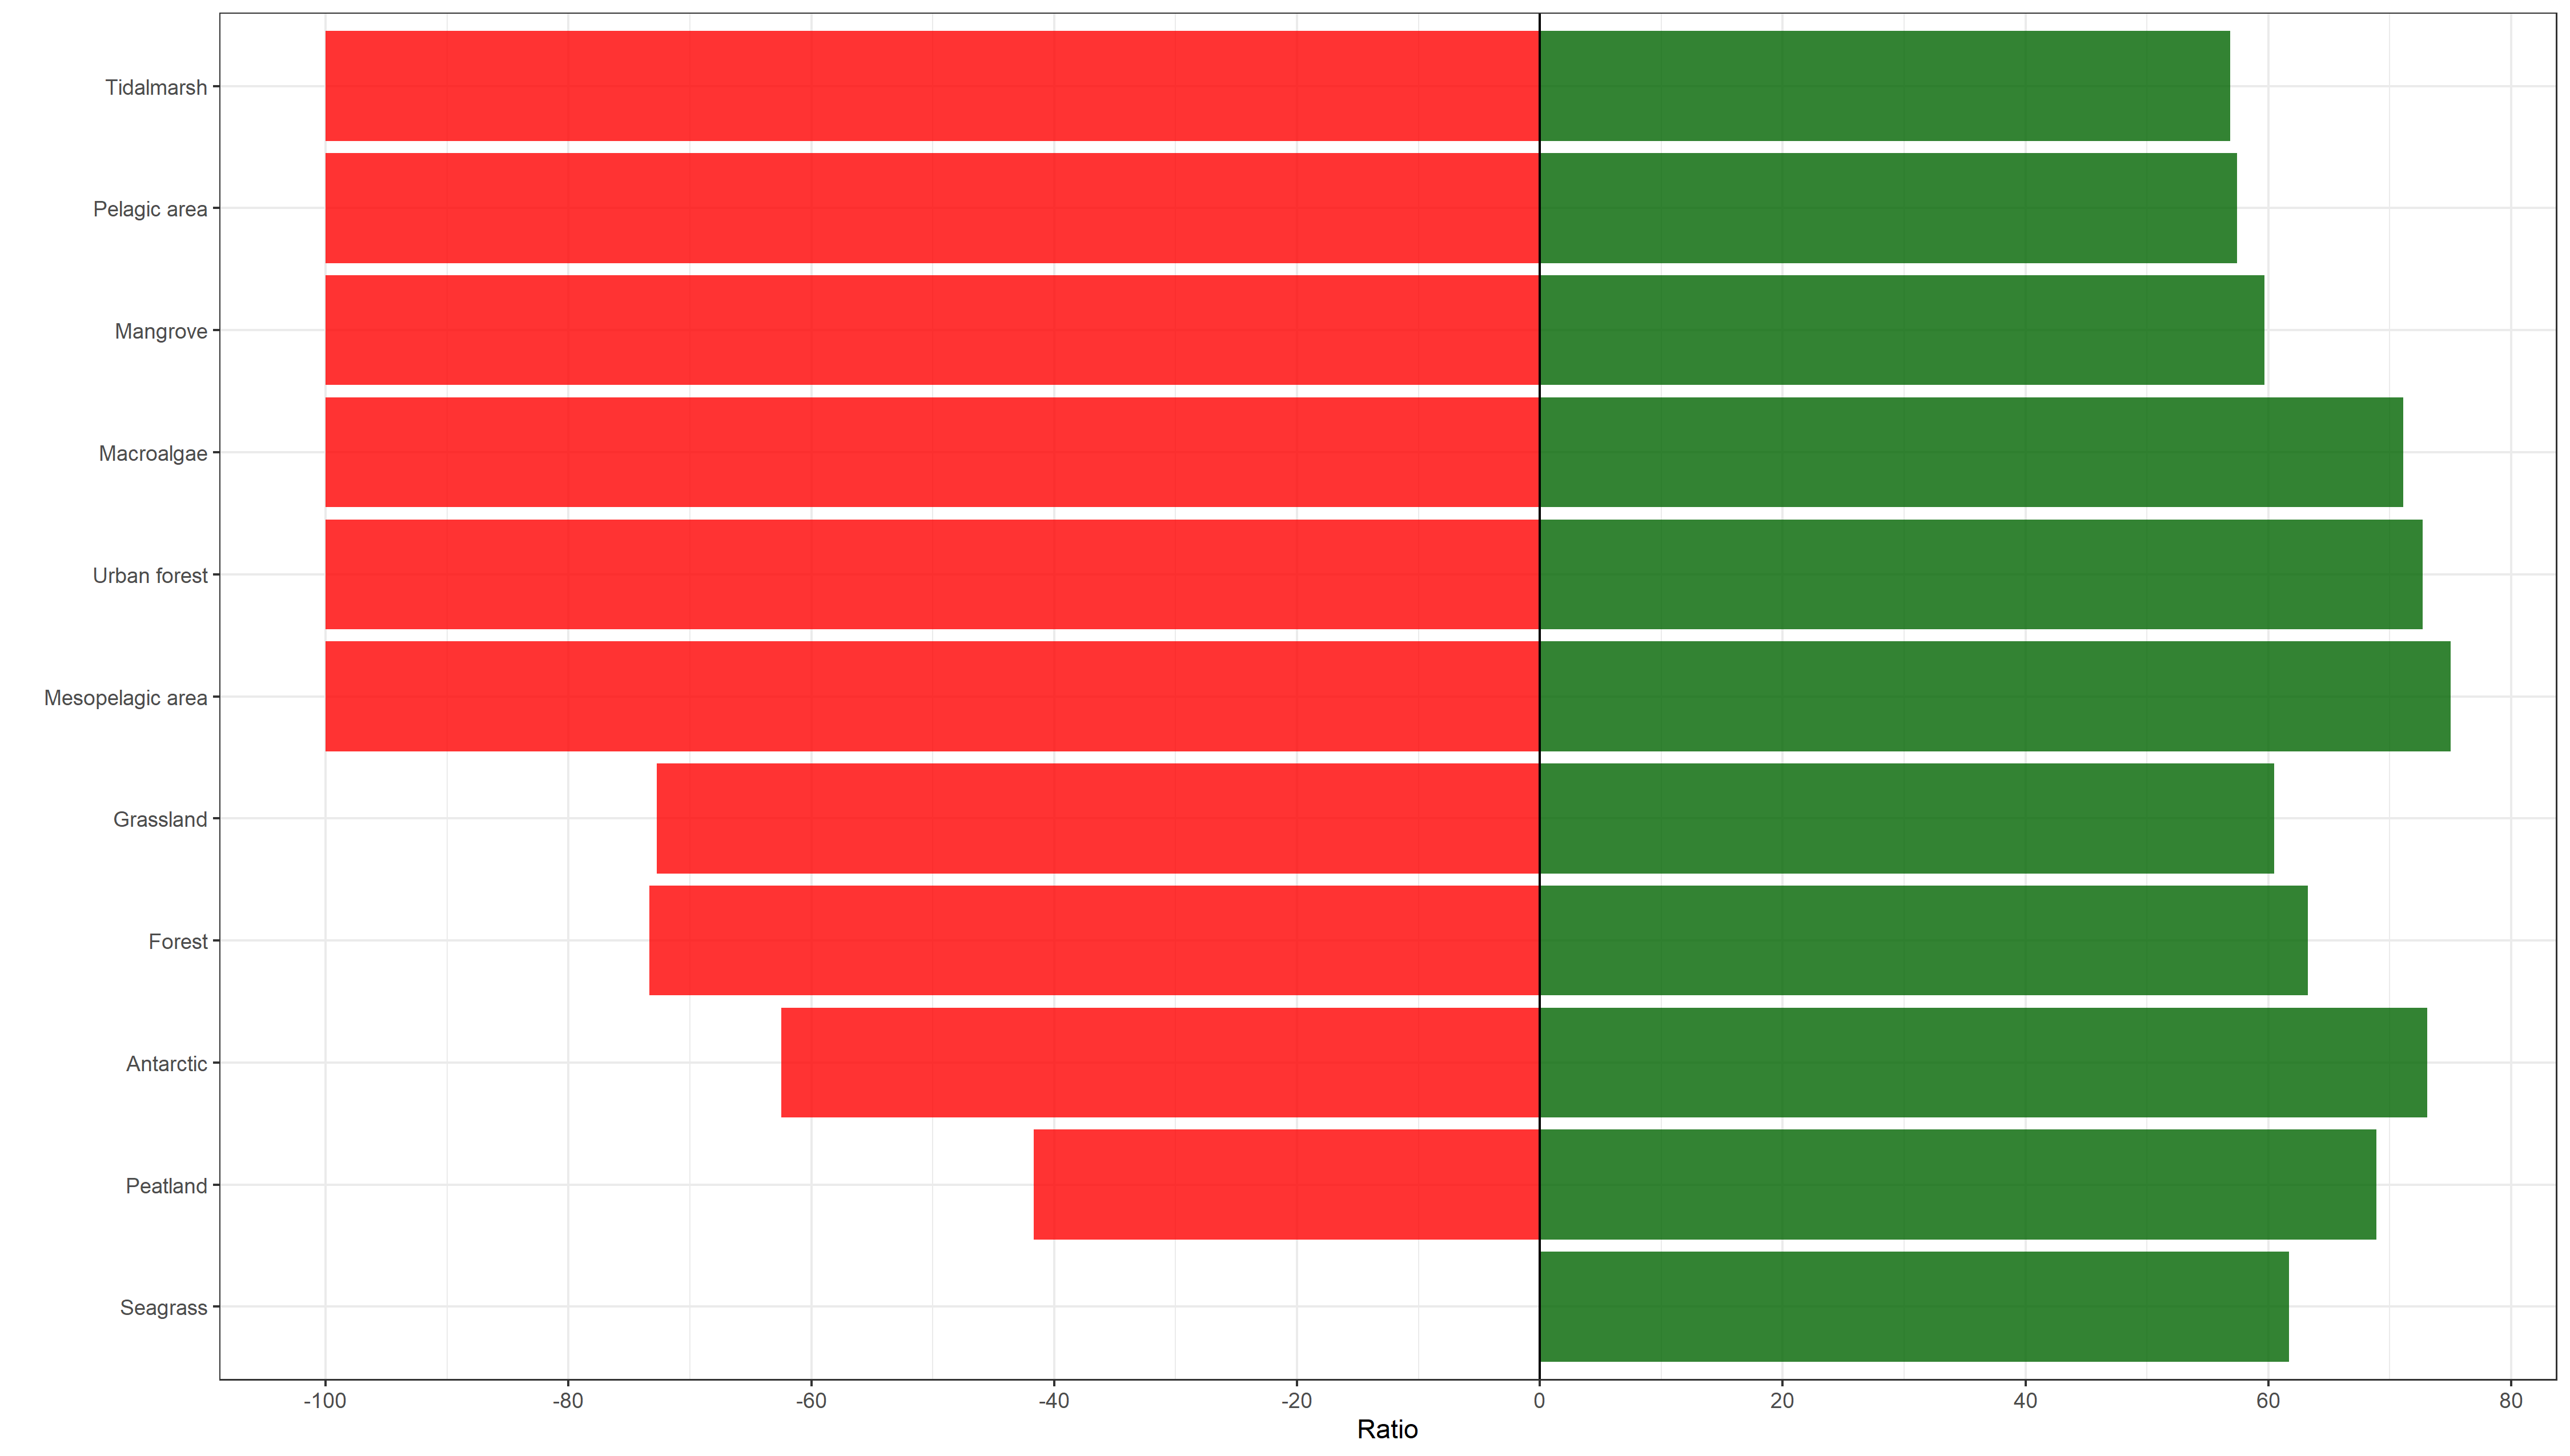 Tidalmarsh
Pelagic area
Mangrove
Macroalgae
Urban forest
Mesopelagic area
Grassland
Forest
Antarctic
Peatland
Seagrass
-100 -80 -60 -40 -20 0 20 40 60 80
Ratio